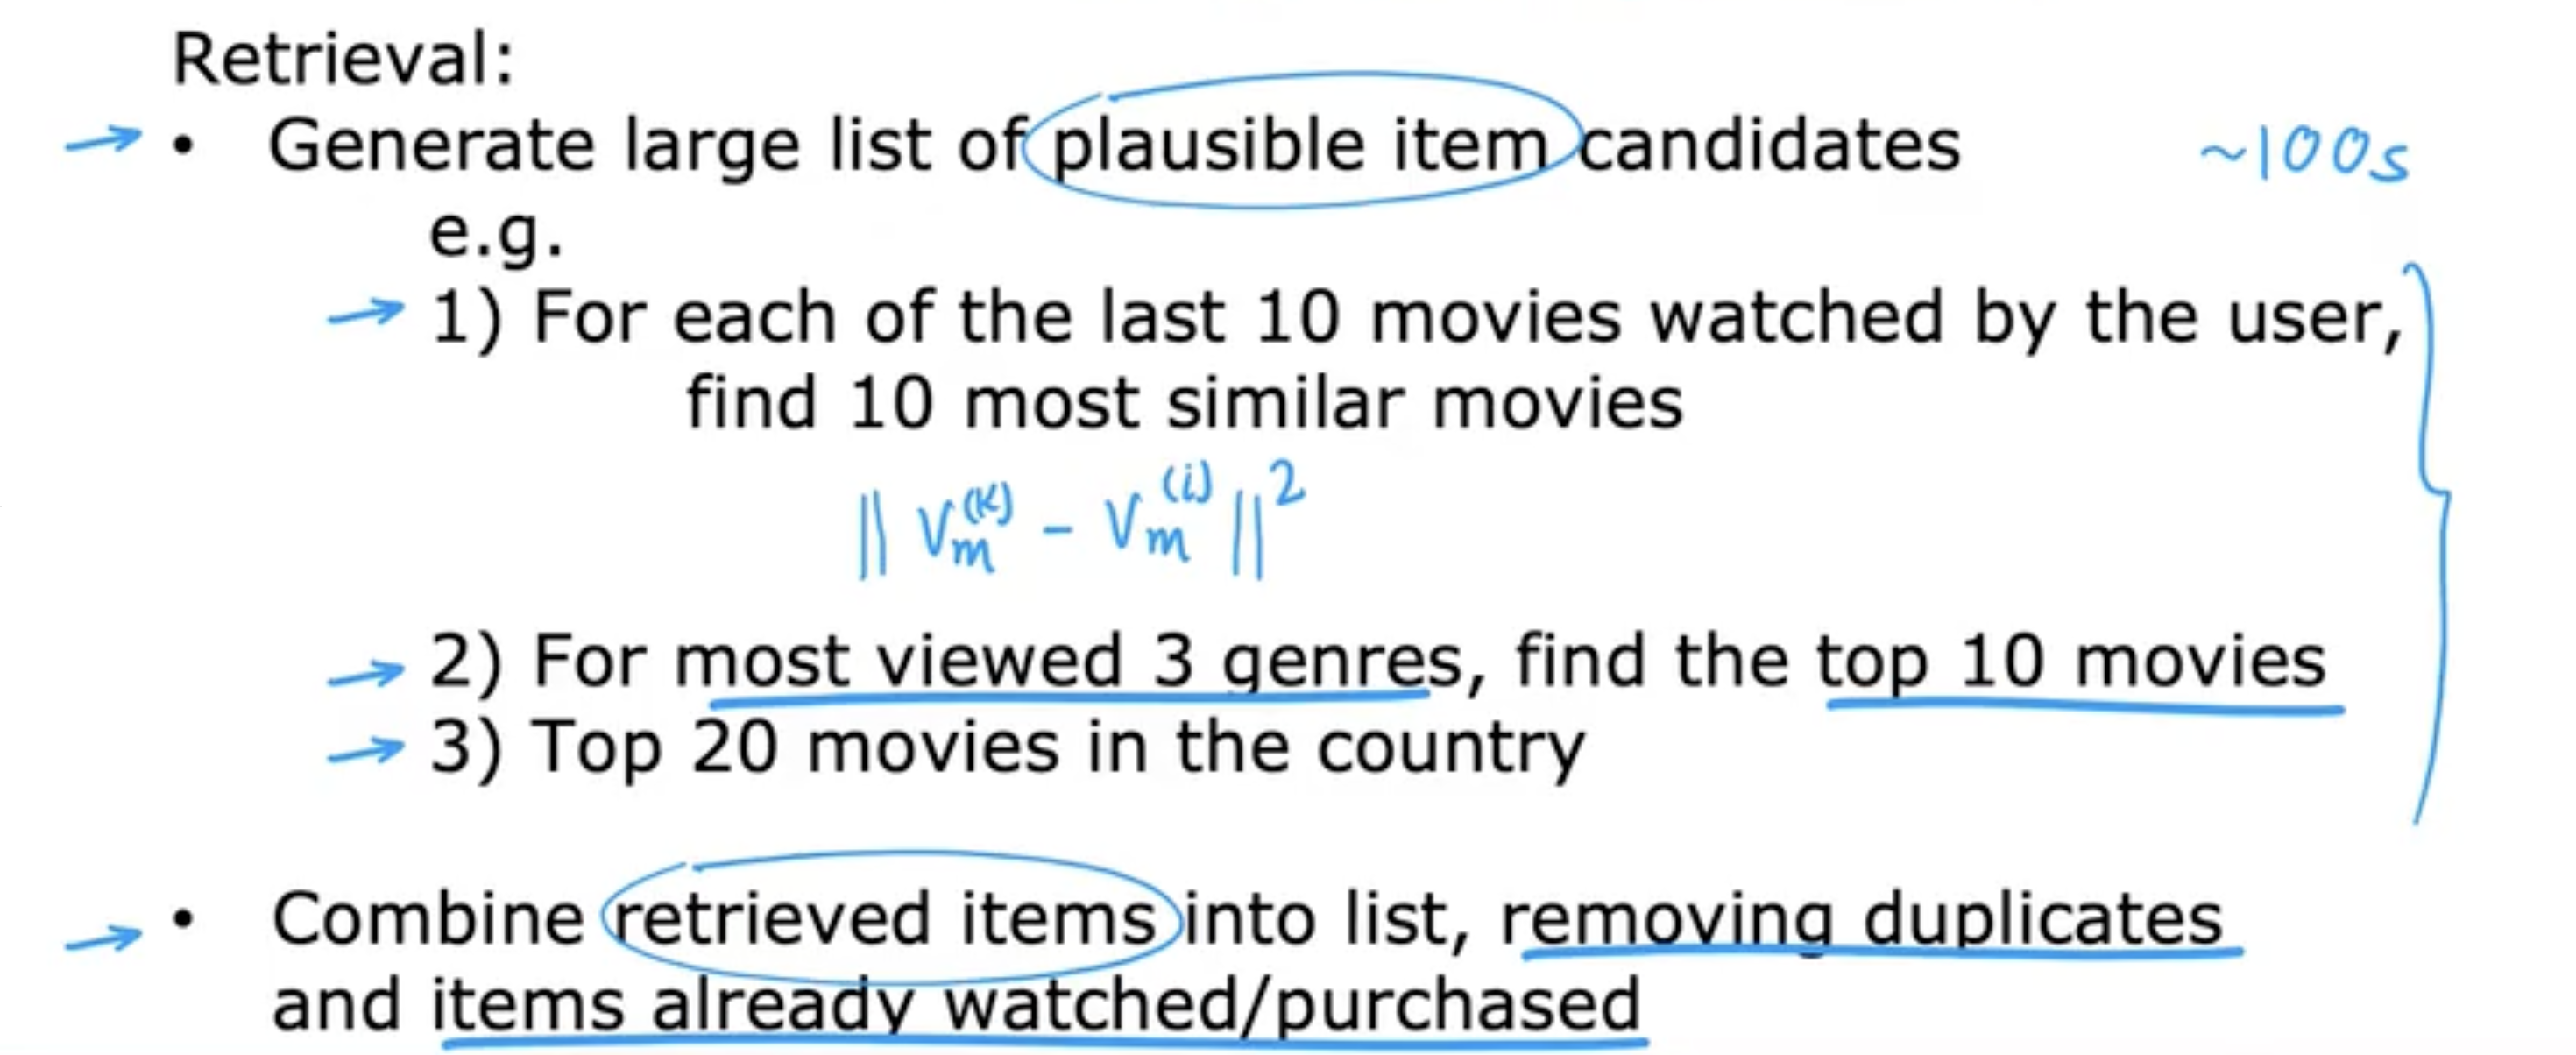 Retrieval:
• Generate large list of plausible item candidates ~100s
e.g.
1) For each of the last 10 movies watched by the user,
find 10 most similar movies
|| Vm^(k) - Vm^(i) ||^2
2) For most viewed 3 genres, find the top 10 movies
3) Top 20 movies in the country
• Combine retrieved items into list, removing duplicates
and items already watched/purchased